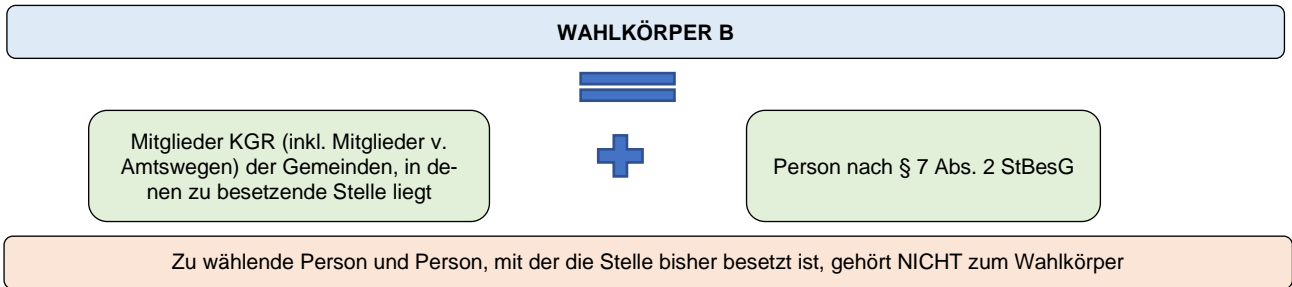 WAHLKÖRPER B
Mitglieder KGR (inkl. Mitglieder v.
Amtswegen) der Gemeinden, in de-
nen zu besetzende Stelle liegt
Person nach § 7 Abs. 2 StBesG
Zu wählende Person und Person, mit der die Stelle bisher besetzt ist, gehört NICHT zum Wahlkörper